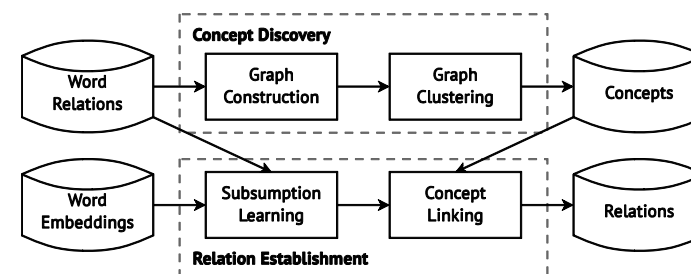 Concept Discovery
Word
Relations
Graph
Construction
Graph
Clustering
Concepts
Word
Embeddings
Subsumption
Learning
Concept
Linking
Relations
Relation Establishment